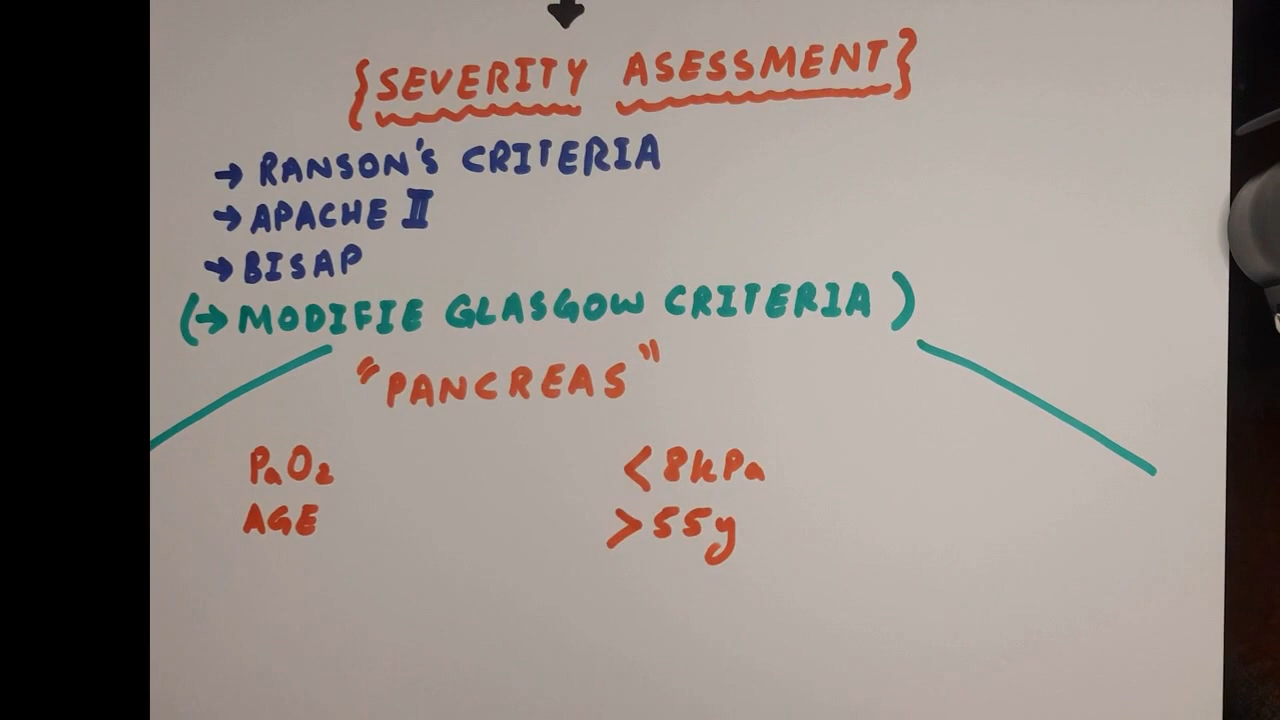 {SEVERITY ASESSMENT}
→ RANSON'S CRITERIA
→ APACHE II
→ BISAP
(→ MODIFIE GLASGOW CRITERIA)
"PANCREAS"
PaO2 <8kPa
AGE >55y